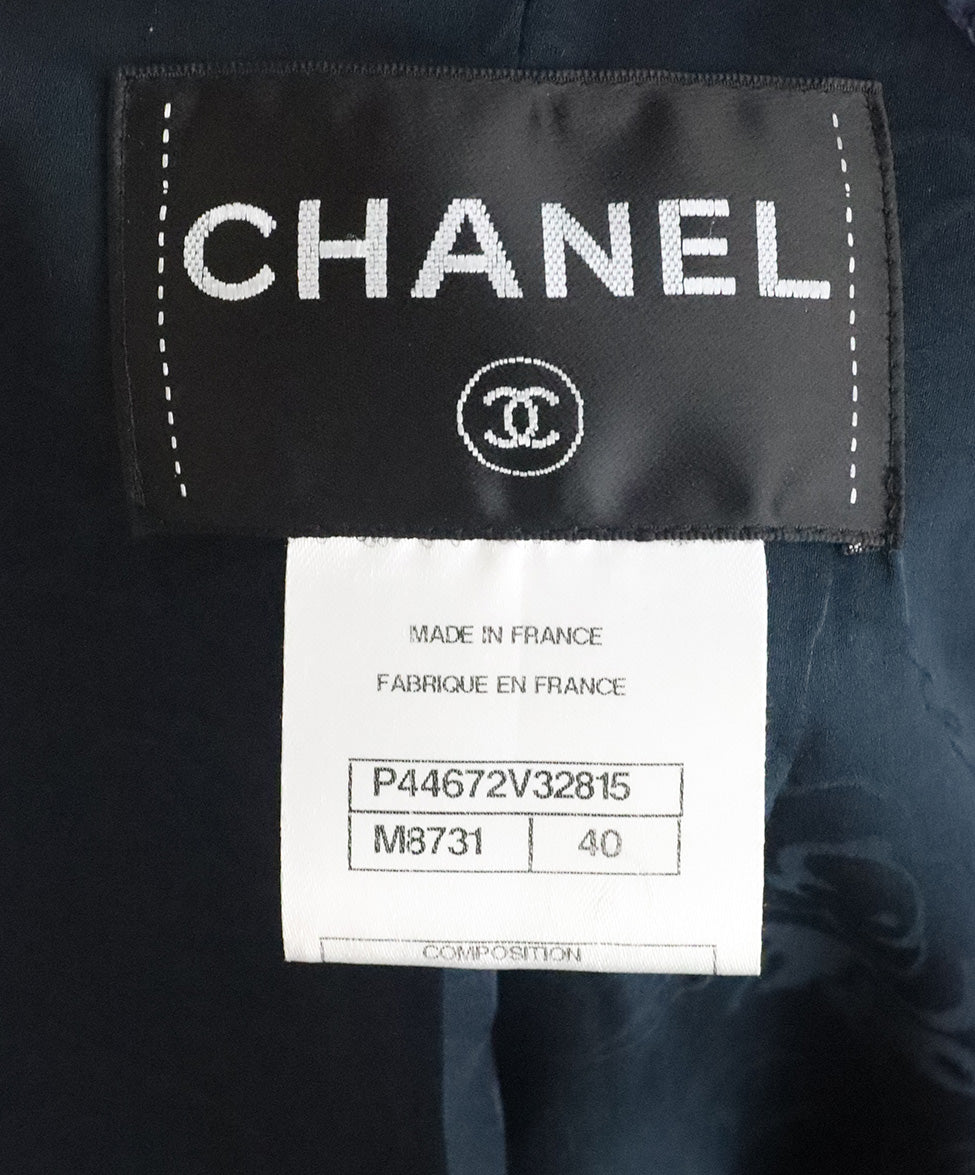 CHANEL
MADE IN FRANCE
FABRIQUE EN FRANCE
P44672V32815
M8731 40
COMPOSITION